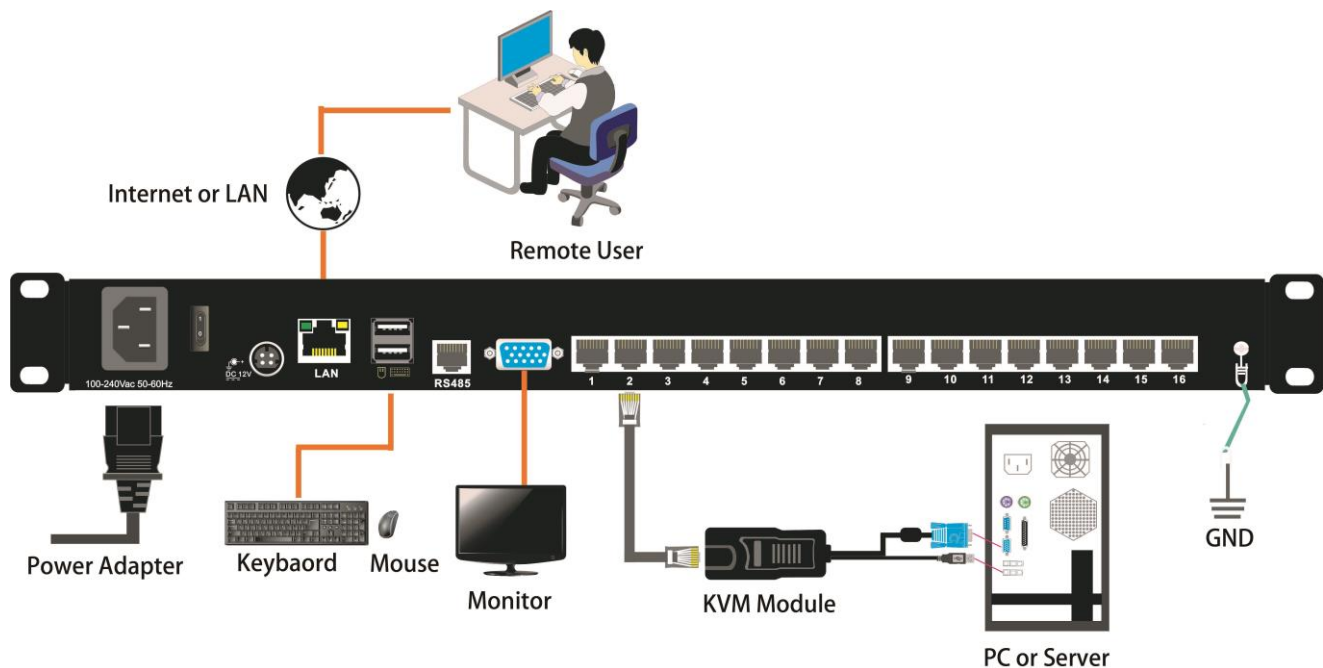 Internet or LAN
Remote User
100-240Vac 50-60Hz
DC 12V
LAN
RS485
1 2 3 4 5 6 7 8 9 10 11 12 13 14 15 16
Power Adapter
Keybaord
Mouse
Monitor
KVM Module
PC or Server
GND